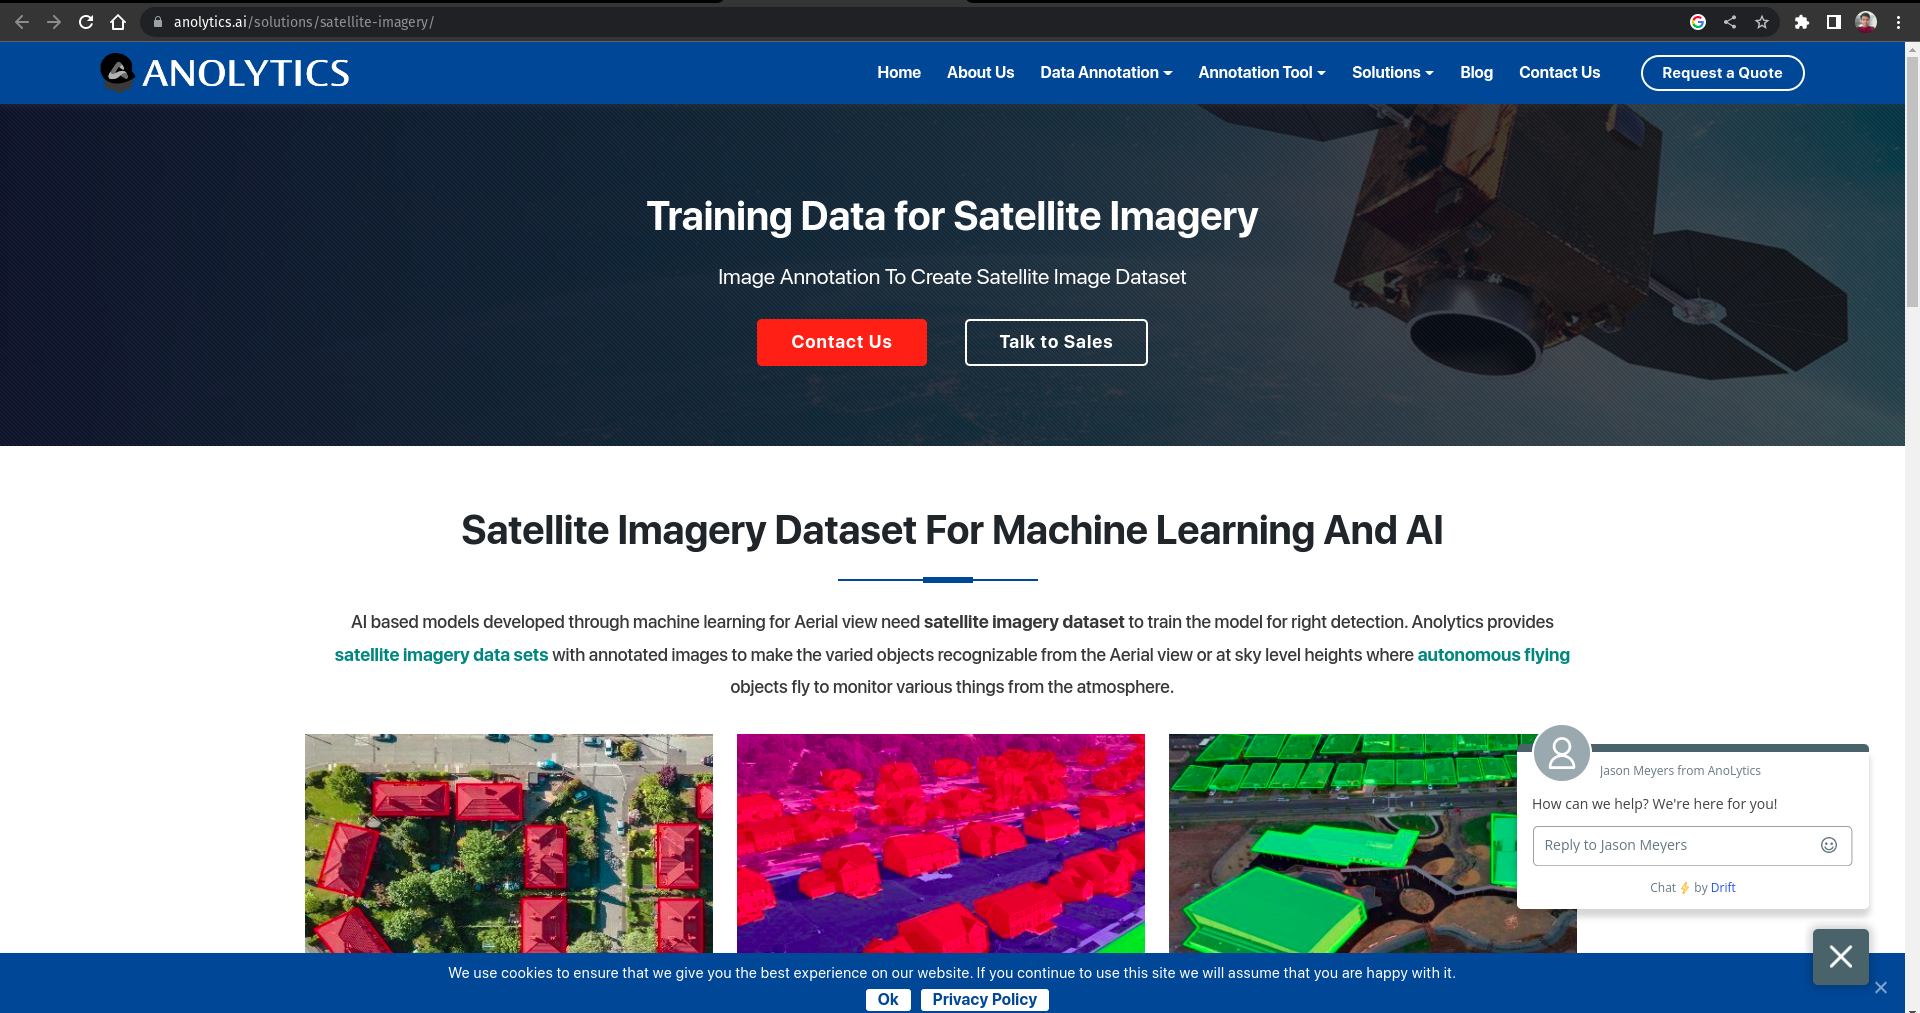 anolytics.ai/solutions/satellite-imagery/
ANOLYTICS
Home About Us Data Annotation Annotation Tool Solutions Blog Contact Us Request a Quote
Training Data for Satellite Imagery
Image Annotation To Create Satellite Image Dataset
Contact Us Talk to Sales
Satellite Imagery Dataset For Machine Learning And AI
AI based models developed through machine learning for Aerial view need satellite imagery dataset to train the model for right detection. Anolytics provides
satellite imagery data sets with annotated images to make the varied objects recognizable from the Aerial view or at sky level heights where autonomous flying
objects fly to monitor various things from the atmosphere.
Jason Meyers from AnoLytics
How can we help? We're here for you!
Reply to Jason Meyers
Chat ⚡ by Drift
We use cookies to ensure that we give you the best experience on our website. If you continue to use this site we will assume that you are happy with it.
Ok Privacy Policy